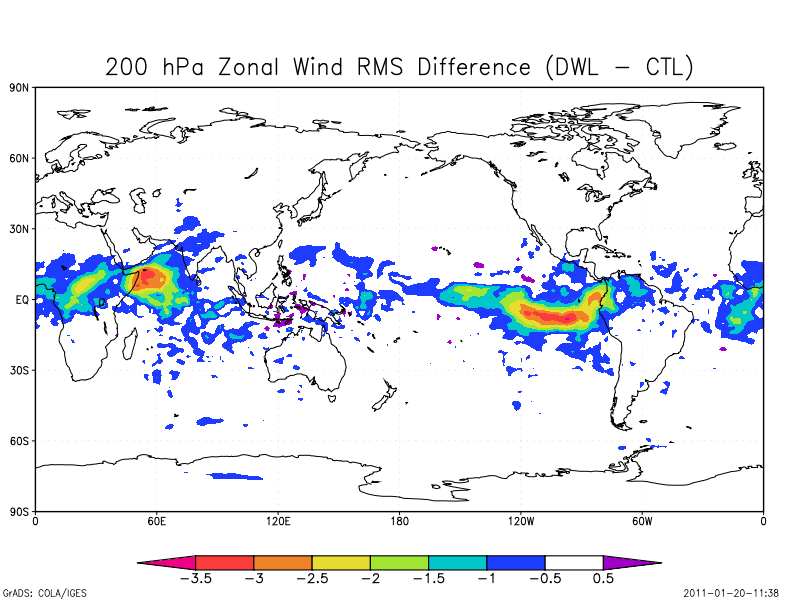 200 hPa Zonal Wind RMS Difference (DWL – CTL)
90N
60N
30N
EQ
30S
60S
90S
0 60E 120E 180 120W 60W 0
−3.5 −3 −2.5 −2 −1.5 −1 −0.5 0.5
GrADS: COLA/IGES 2011-01-20-11:38